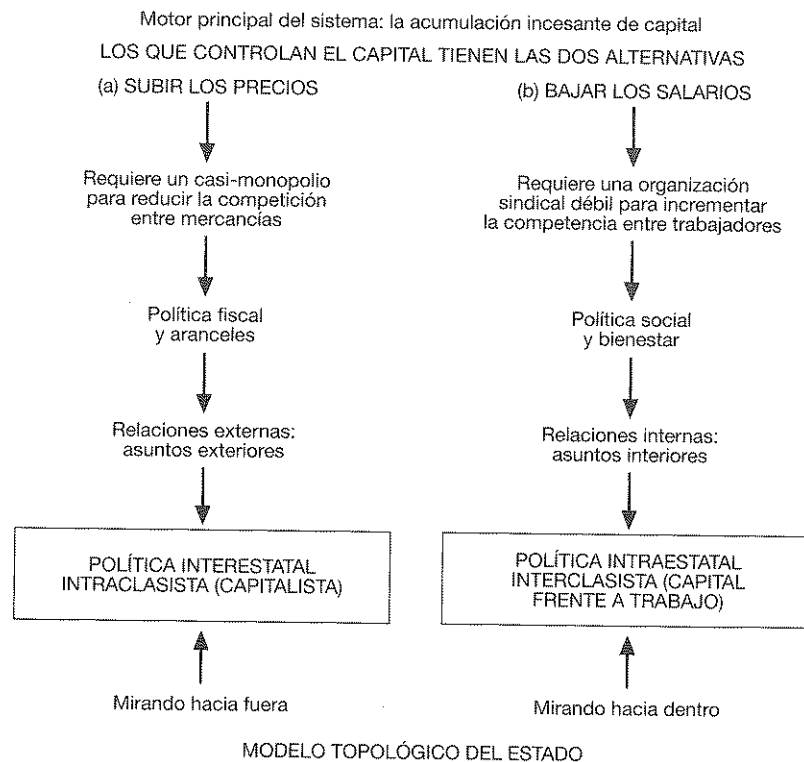 Motor principal del sistema: la acumulación incesante de capital
LOS QUE CONTROLAN EL CAPITAL TIENEN LAS DOS ALTERNATIVAS
(a) SUBIR LOS PRECIOS
Requiere un casi-monopolio
para reducir la competición
entre mercancías
Política fiscal
y aranceles
Relaciones externas:
asuntos exteriores
POLÍTICA INTERESTATAL
INTRACLASISTA (CAPITALISTA)
Mirando hacia fuera
(b) BAJAR LOS SALARIOS
Requiere una organización
sindical débil para incrementar
la competencia entre trabajadores
Política social
y bienestar
Relaciones internas:
asuntos interiores
POLÍTICA INTRAESTATAL
INTERCLASISTA (CAPITAL
FRENTE A TRABAJO)
Mirando hacia dentro
MODELO TOPOLÓGICO DEL ESTADO